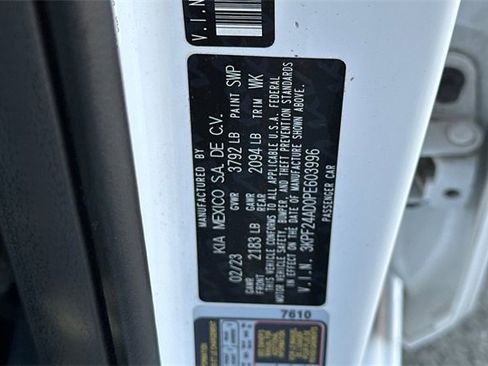 V.I.N.
MANUFACTURED BY
KIA MEXICO S.A. DE C.V.
02/23 GVWR 3792 LB PAINT SWP
GAWR FRONT 2183 LB GAWR REAR 2094 LB TRIM WK
THIS VEHICLE CONFORMS TO ALL APPLICABLE U.S.A. FEDERAL
MOTOR VEHICLE SAFETY, BUMPER, AND THEFT PREVENTION STANDARDS
IN EFFECT ON THE DATE OF MANUFACTURE SHOWN ABOVE.
V.I.N. 3KPF24AD0PE603996
PASSENGER CAR
7610